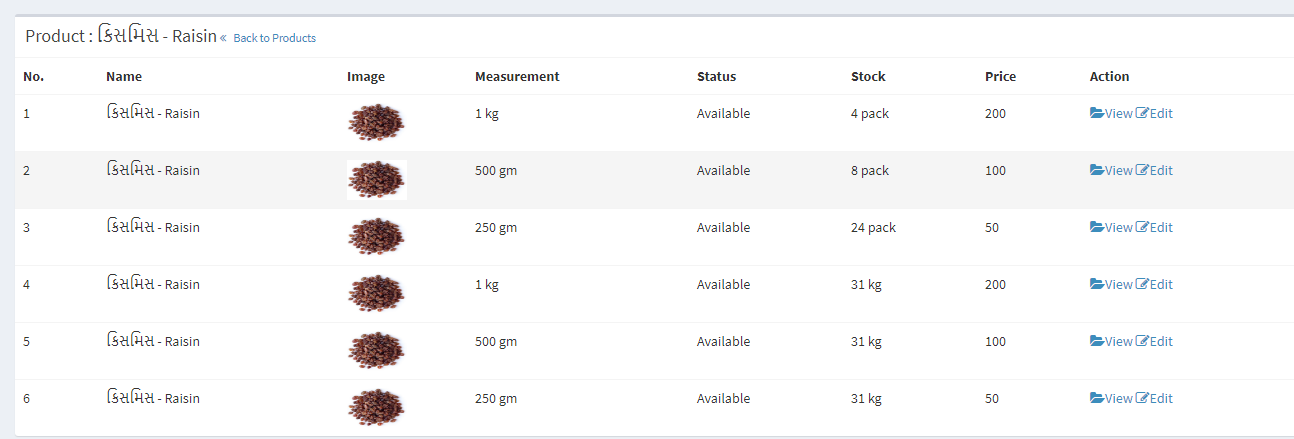 Product : કિસમિસ - Raisin « Back to Products
No. Name Image Measurement Status Stock Price Action
1 કિસમિસ - Raisin 1 kg Available 4 pack 200 View Edit
2 કિસમિસ - Raisin 500 gm Available 8 pack 100 View Edit
3 કિસમિસ - Raisin 250 gm Available 24 pack 50 View Edit
4 કિસમિસ - Raisin 1 kg Available 31 kg 200 View Edit
5 કિસમિસ - Raisin 500 gm Available 31 kg 100 View Edit
6 કિસમિસ - Raisin 250 gm Available 31 kg 50 View Edit